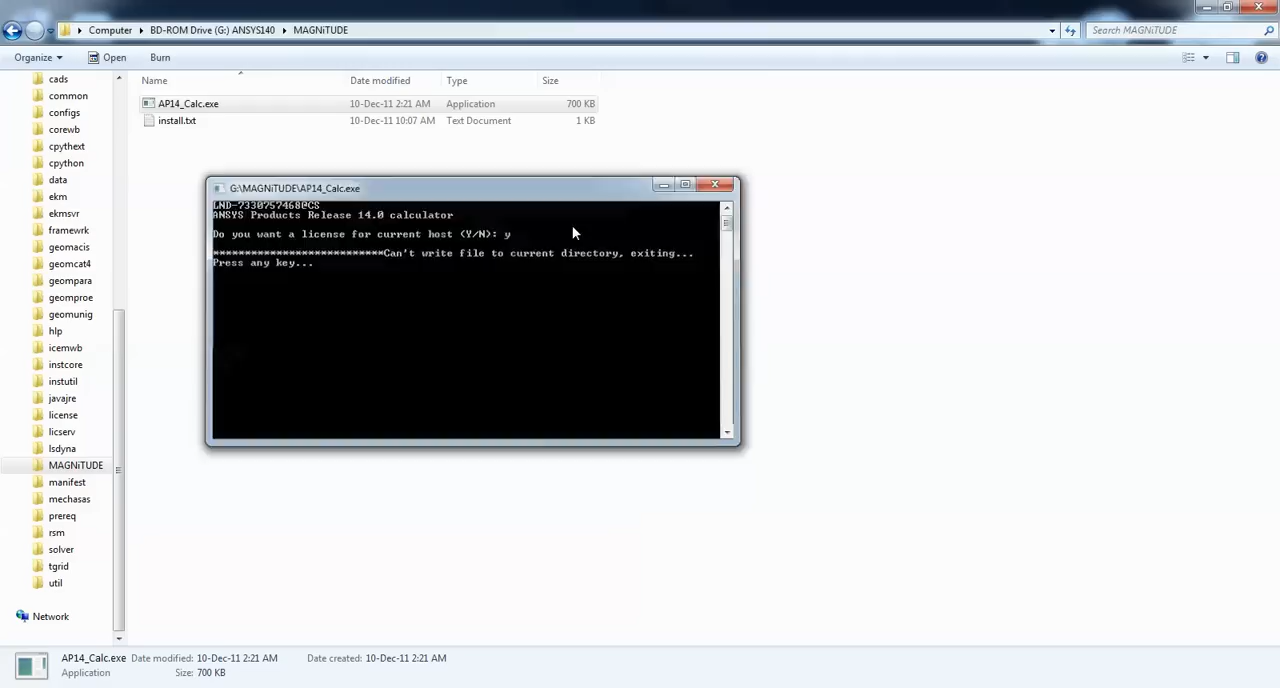 Computer ▸ BD-ROM Drive (G:) ANSYS140 ▸ MAGNiTUDE
Search MAGNiTUDE
Organize Open Burn
Name Date modified Type Size
AP14_Calc.exe 10-Dec-11 2:21 AM Application 700 KB
install.txt 10-Dec-11 10:07 AM Text Document 1 KB
cads
common
configs
corewb
cpythext
cpython
data
ekm
ekmsvr
framewrk
geomacis
geomcat4
geompara
geomproe
geomunig
hlp
icemwb
instcore
instutil
javajre
license
licserv
lsdyna
MAGNiTUDE
manifest
mechasas
prereq
rsm
solver
tgrid
util
Network
G:\MAGNiTUDE\AP14_Calc.exe
LND-7330757468@CS
ANSYS Products Release 14.0 calculator
Do you want a license for current host (Y/N): y
***************************Can't write file to current directory, exiting...
Press any key...
AP14_Calc.exe Date modified: 10-Dec-11 2:21 AM Date created: 10-Dec-11 2:21 AM
Application Size: 700 KB